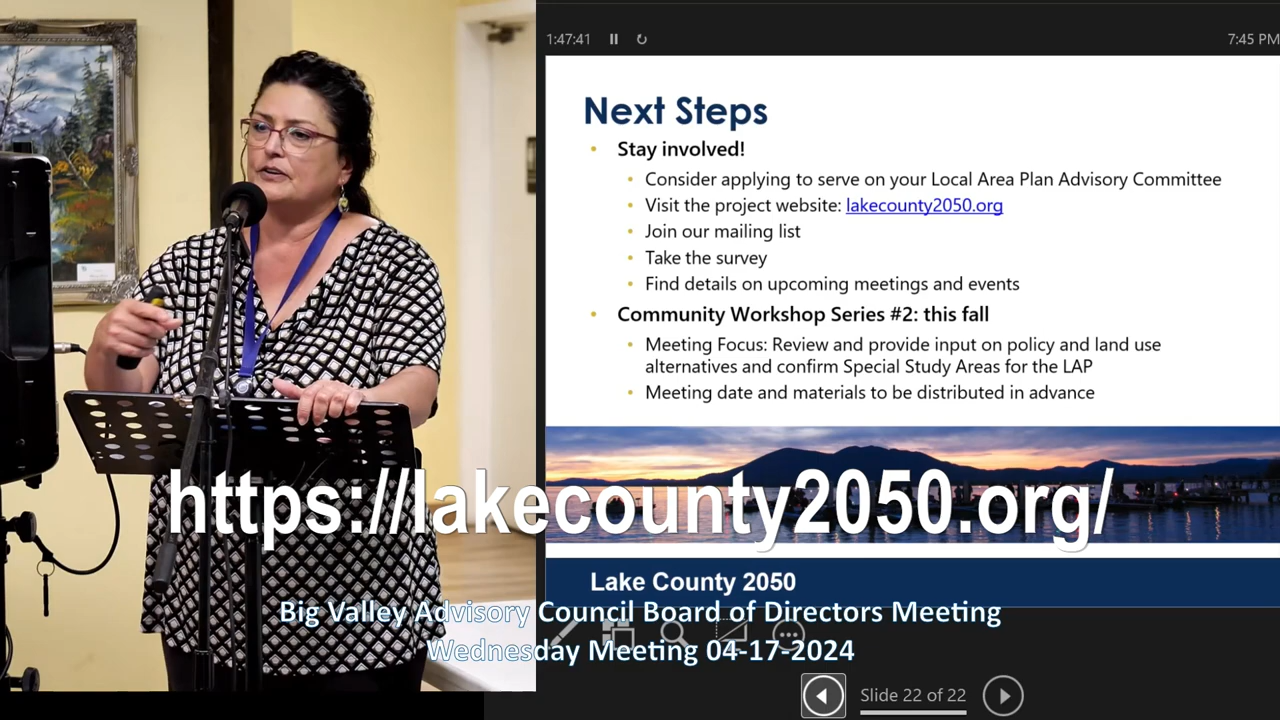 1:47:41
7:45 PM
Next Steps
• Stay involved!
• Consider applying to serve on your Local Area Plan Advisory Committee
• Visit the project website: lakecounty2050.org
• Join our mailing list
• Take the survey
• Find details on upcoming meetings and events
• Community Workshop Series #2: this fall
• Meeting Focus: Review and provide input on policy and land use
alternatives and confirm Special Study Areas for the LAP
• Meeting date and materials to be distributed in advance
https://lakecounty2050.org/
Lake County 2050
Big Valley Advisory Council Board of Directors Meeting
Wednesday Meeting 04-17-2024
Slide 22 of 22